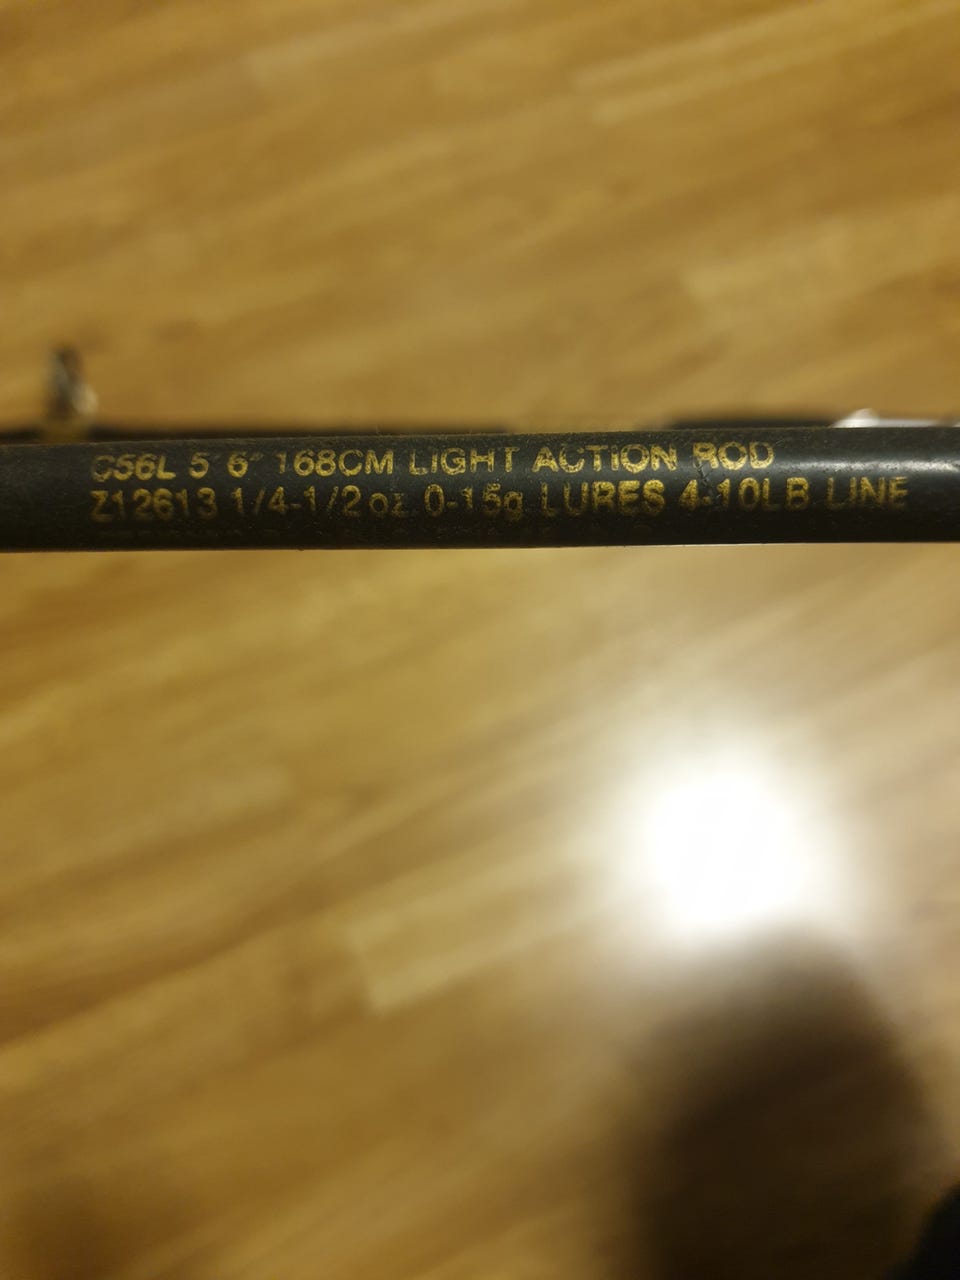 C56L 5' 6" 168CM LIGHT ACTION ROD
Z12613 1/4-1/2 oz 0-15g LURES 4-10LB LINE